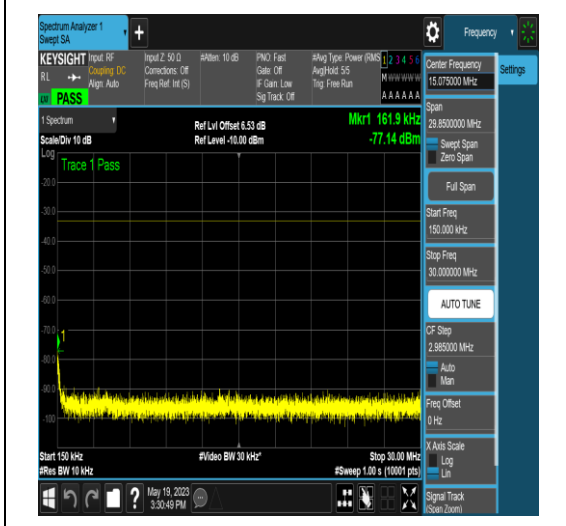 Spectrum Analyzer 1
Swept SA
+
Frequency
KEYSIGHT
RL
PASS
Input: RF
Coupling: DC
Align: Auto
Input Z: 50 Ω
Corrections: Off
Freq Ref: Int (S)
#Atten: 10 dB
PNO: Fast
Gate: Off
IF Gain: Low
Sig Track: Off
#Avg Type: Power (RMS
Avg|Hold: 5/5
Trig: Free Run
1 2 3 4 5 6
M W W W W W
A A A A A A
Settings
1 Spectrum
Scale/Div 10 dB
Ref Lvl Offset 6.53 dB
Ref Level -10.00 dBm
Mkr1 161.9 kHz
-77.14 dBm
Log
Trace 1 Pass
-20.0
-30.0
-40.0
-50.0
-60.0
-70.0
-80.0
-90.0
-100
1
Start 150 kHz
#Res BW 10 kHz
#Video BW 30 kHz*
Stop 30.00 MHz
#Sweep 1.00 s (10001 pts)
Center Frequency
15.075000 MHz
Span
29.8500000 MHz
Swept Span
Zero Span
Full Span
Start Freq
150.000 kHz
Stop Freq
30.000000 MHz
AUTO TUNE
CF Step
2.985000 MHz
Auto
Man
Freq Offset
0 Hz
X Axis Scale
Log
Lin
Signal Track
(Span Zoom)
?
May 19, 2023
3:30:49 PM